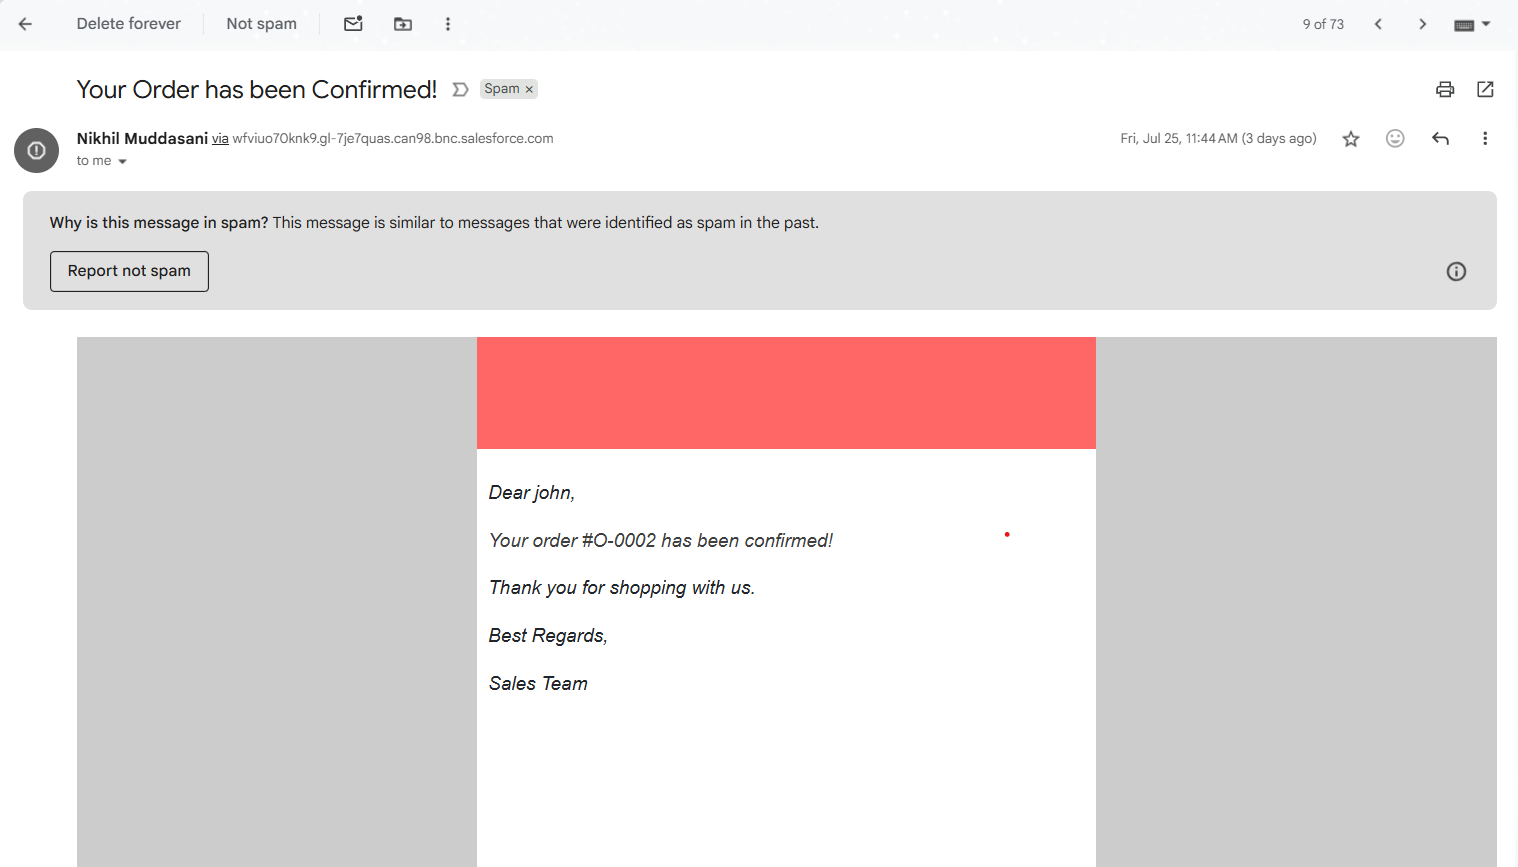 Delete forever
Not spam
9 of 73
Your Order has been Confirmed!
Spam ×
Nikhil Muddasani via wfviuo70knk9.gl-7je7quas.can98.bnc.salesforce.com
Fri, Jul 25, 11:44 AM (3 days ago)
to me
Why is this message in spam? This message is similar to messages that were identified as spam in the past.
Report not spam
Dear john,
Your order #O-0002 has been confirmed!
Thank you for shopping with us.
Best Regards,
Sales Team